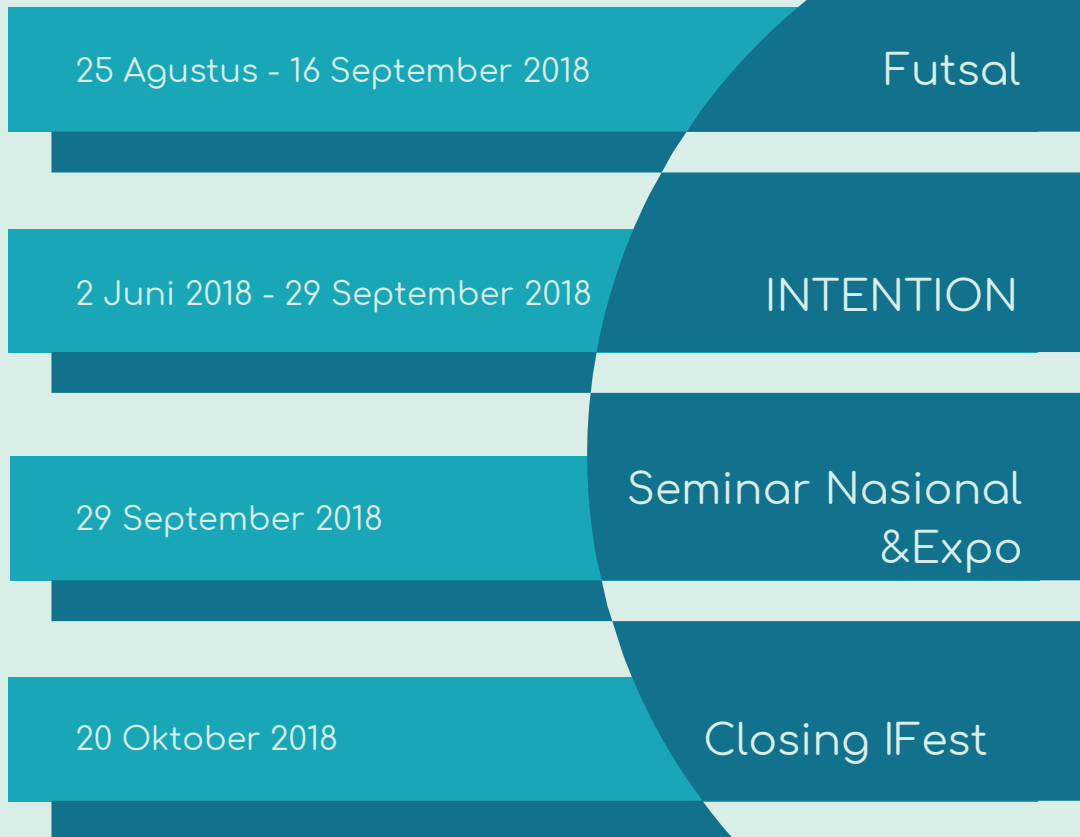 25 Agustus - 16 September 2018
Futsal
2 Juni 2018 - 29 September 2018
INTENTION
29 September 2018
Seminar Nasional
&Expo
20 Oktober 2018
Closing IFest